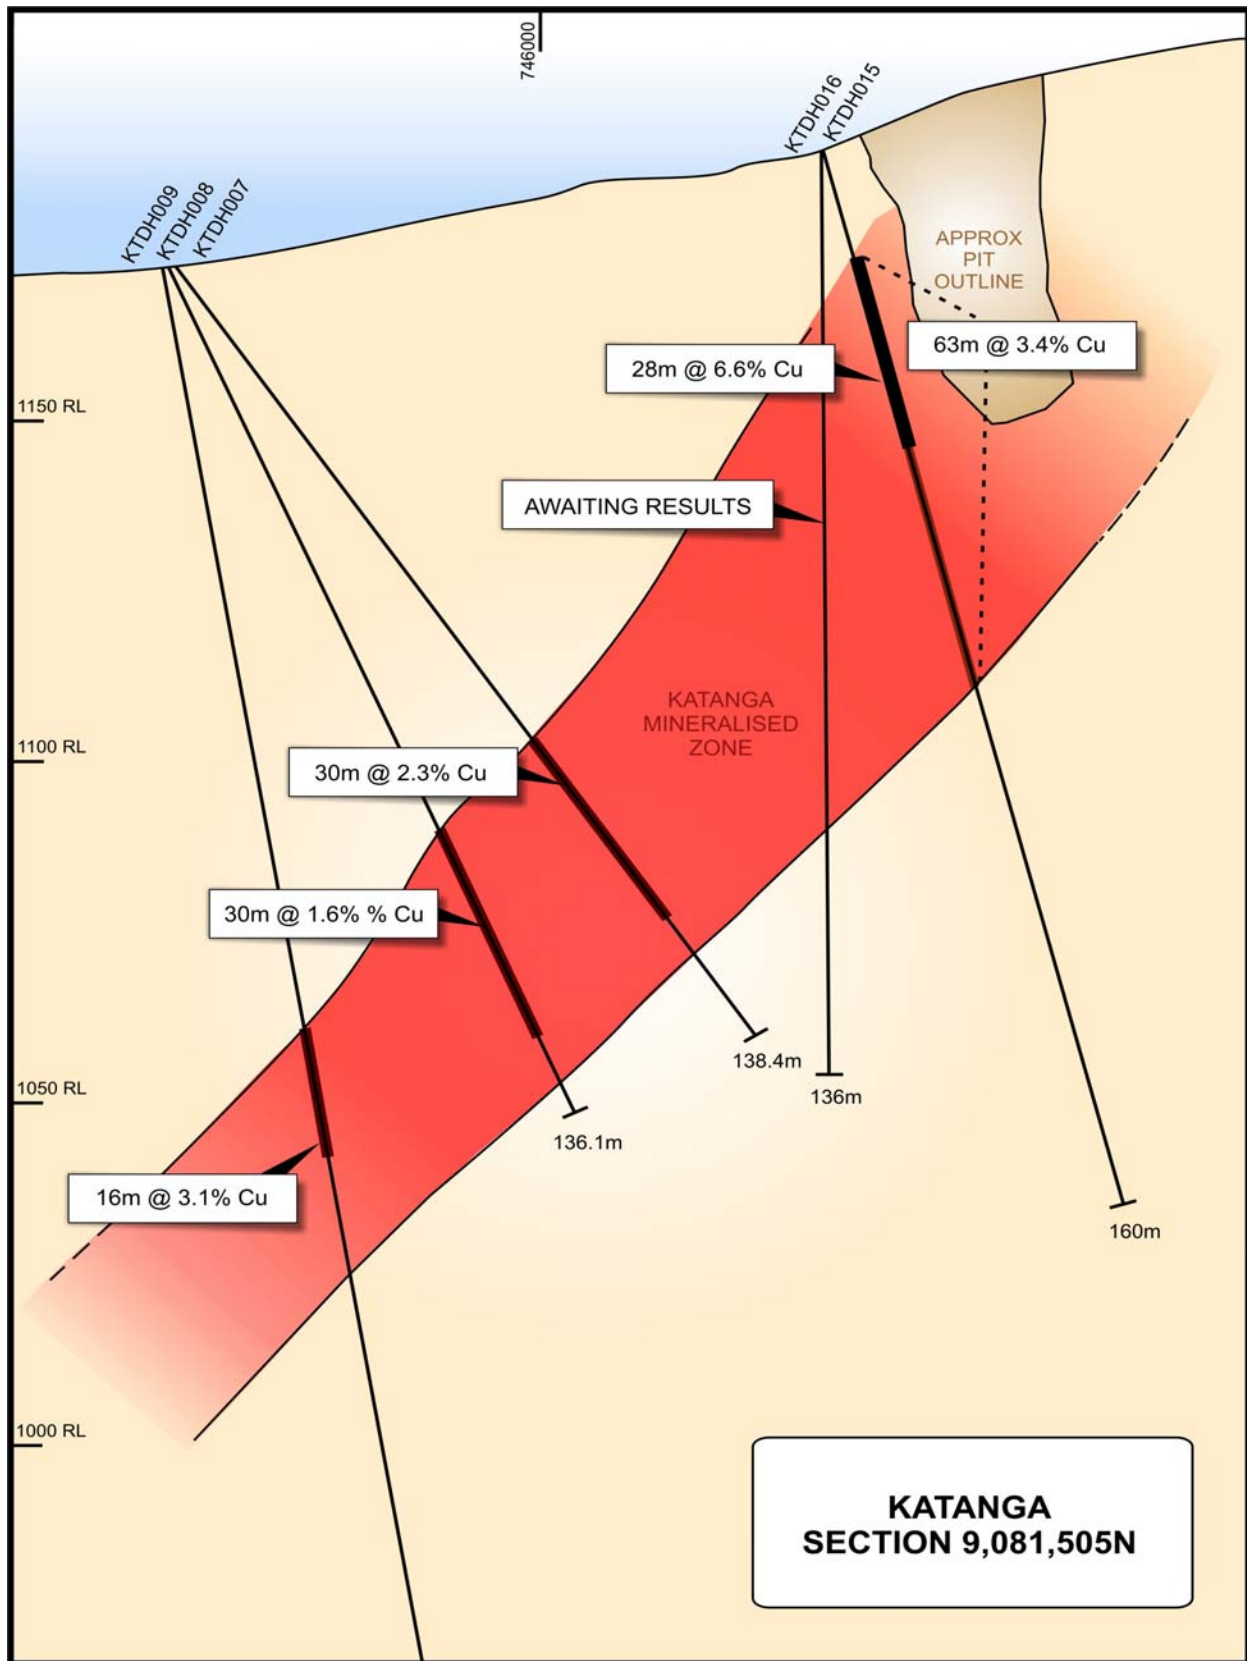 746000
KTDH016
KTDH015
KTDH009
KTDH008
KTDH007
APPROX
PIT
OUTLINE
63m @ 3.4% Cu
28m @ 6.6% Cu
1150 RL
AWAITING RESULTS
KATANGA
MINERALISED
ZONE
1100 RL
30m @ 2.3% Cu
30m @ 1.6% % Cu
138.4m
1050 RL
136m
136.1m
16m @ 3.1% Cu
160m
1000 RL
KATANGA
SECTION 9,081,505N